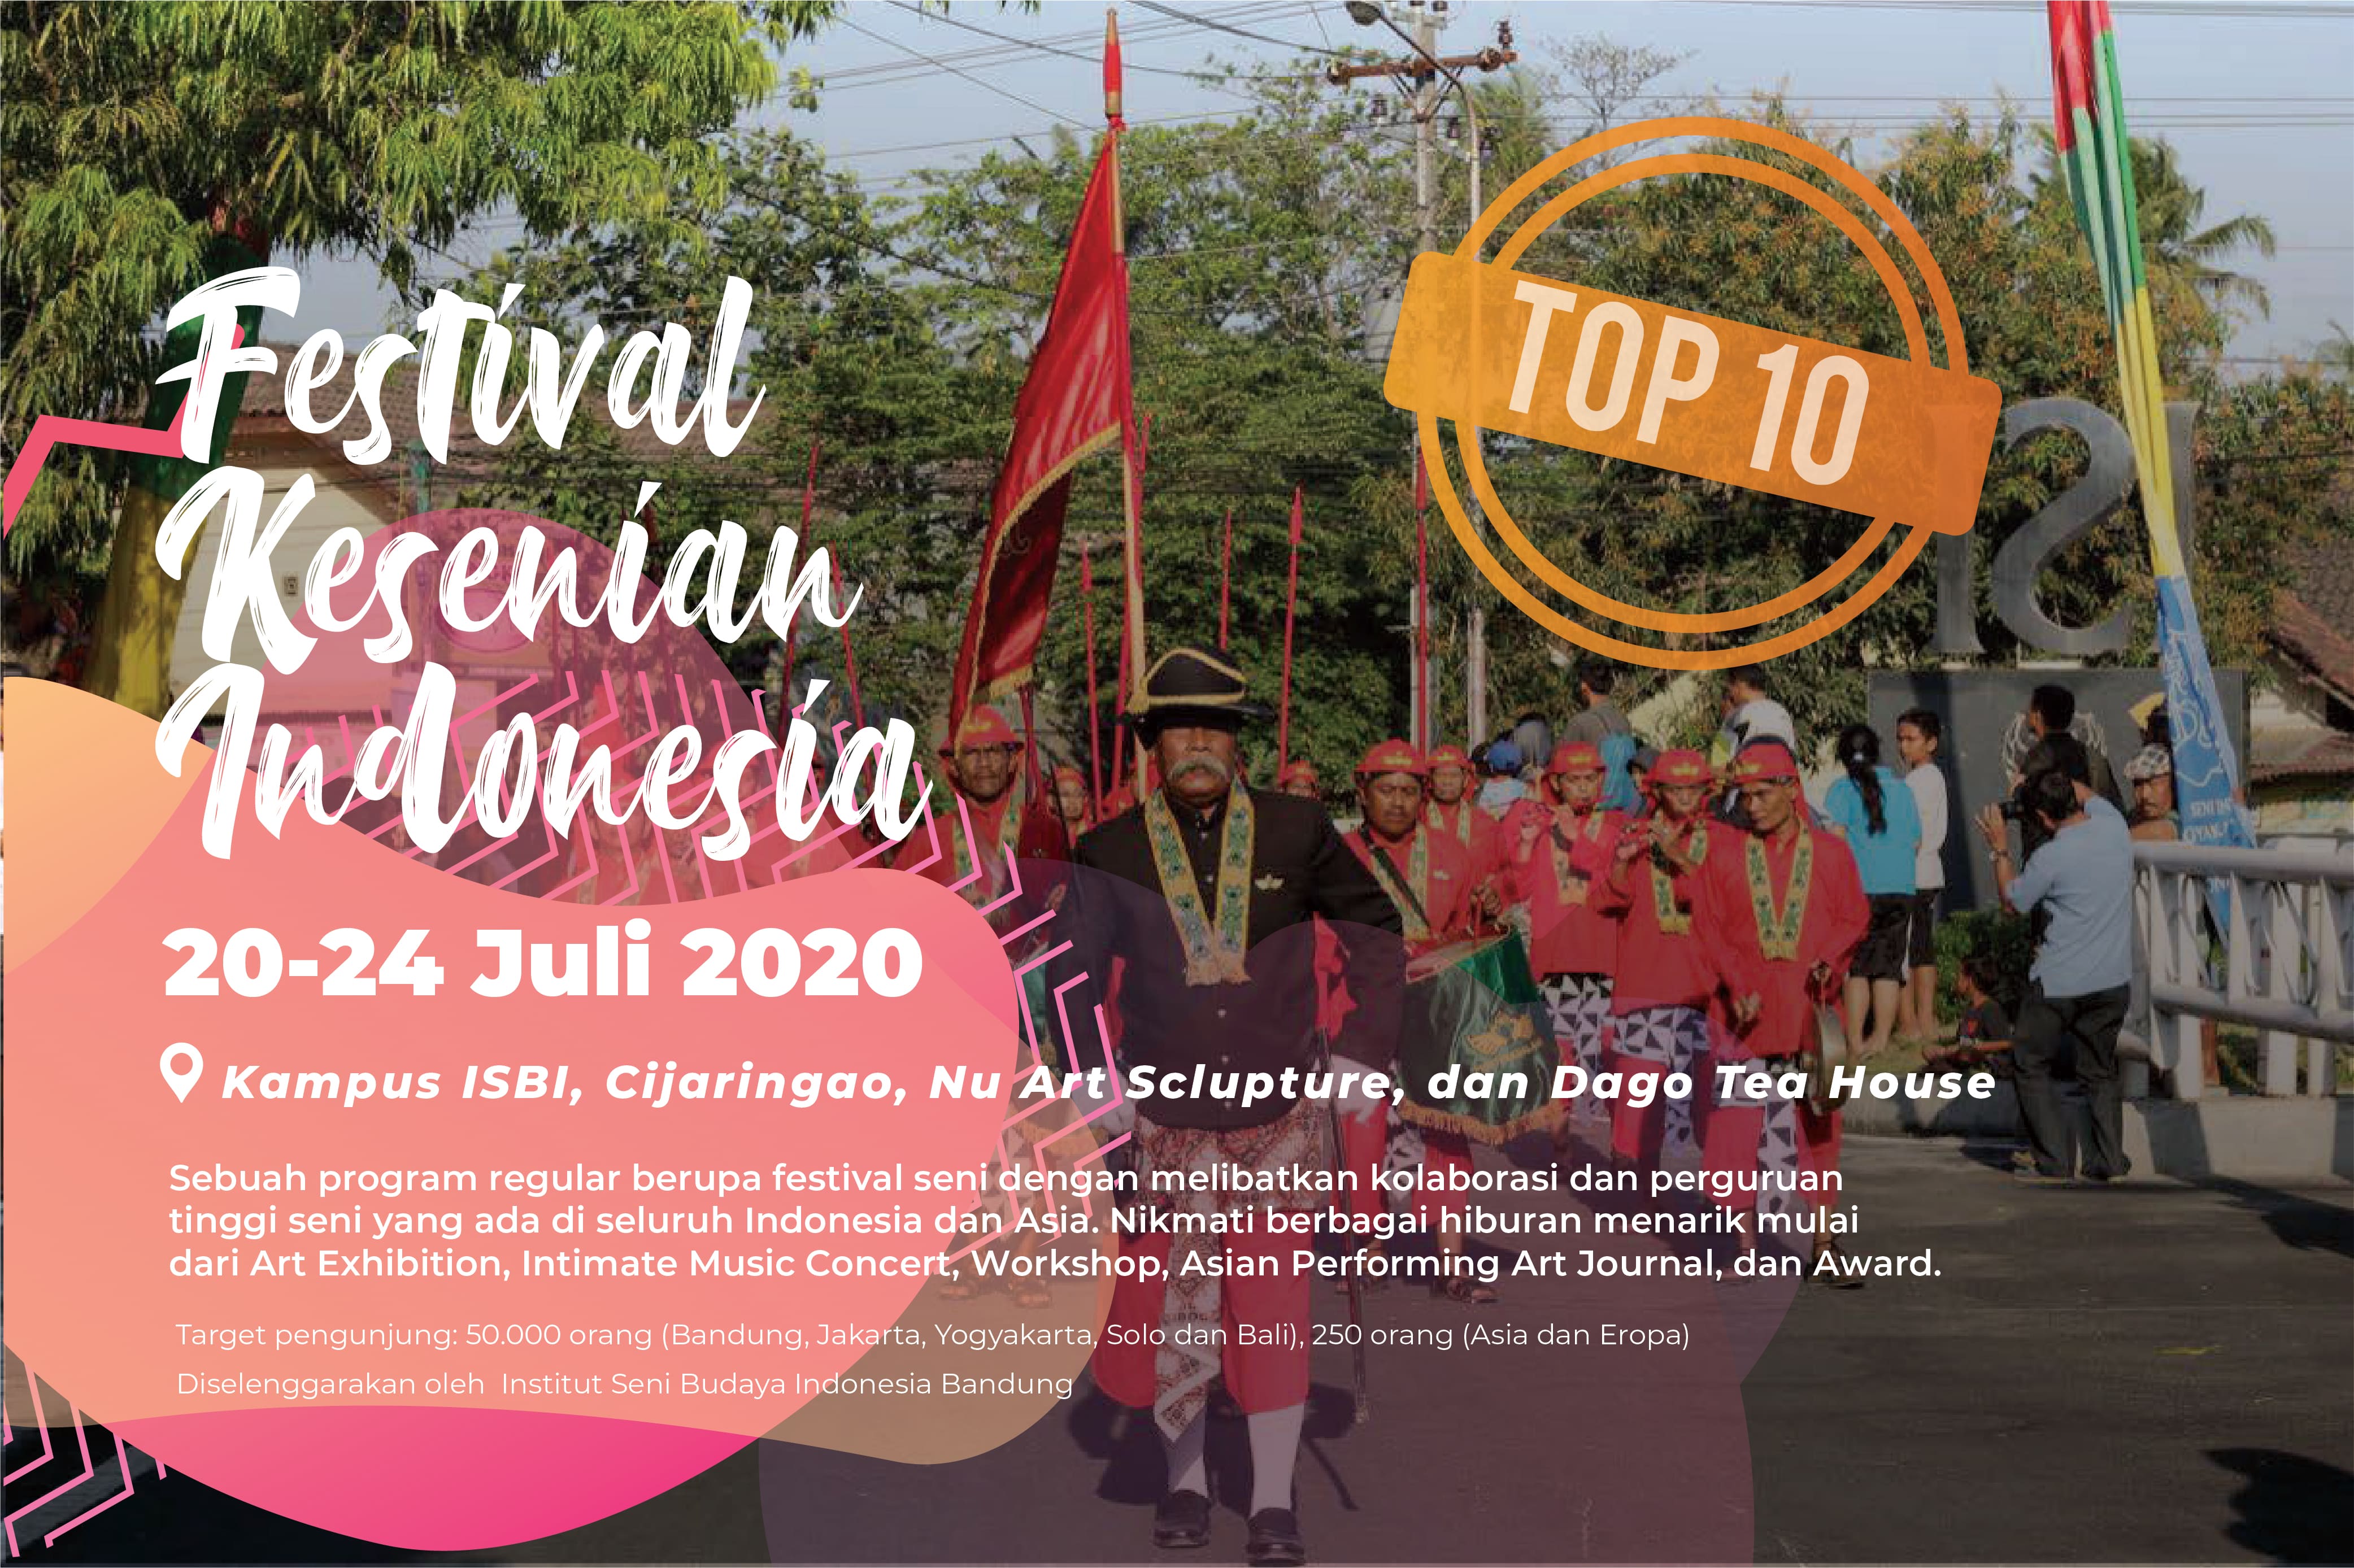 Festival
Kesenian
Indonesia
TOP 10
ISI
20-24 Juli 2020
Kampus ISBI, Cijaringao, Nu Art Sclupture, dan Dago Tea House
Sebuah program regular berupa festival seni dengan melibatkan kolaborasi dan perguruan
tinggi seni yang ada di seluruh Indonesia dan Asia. Nikmati berbagai hiburan menarik mulai
dari Art Exhibition, Intimate Music Concert, Workshop, Asian Performing Art Journal, dan Award.
Target pengunjung: 50.000 orang (Bandung, Jakarta, Yogyakarta, Solo dan Bali), 250 orang (Asia dan Eropa)
Diselenggarakan oleh  Institut Seni Budaya Indonesia Bandung